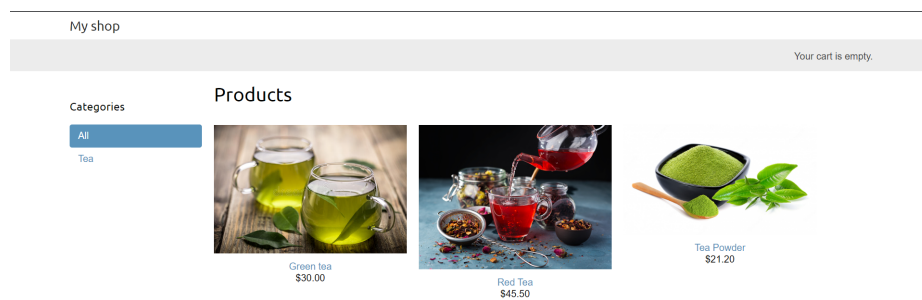 My shop
Your cart is empty.
Categories
All
Tea
Products
Green tea
$30.00
Red Tea
$45.50
Tea Powder
$21.20